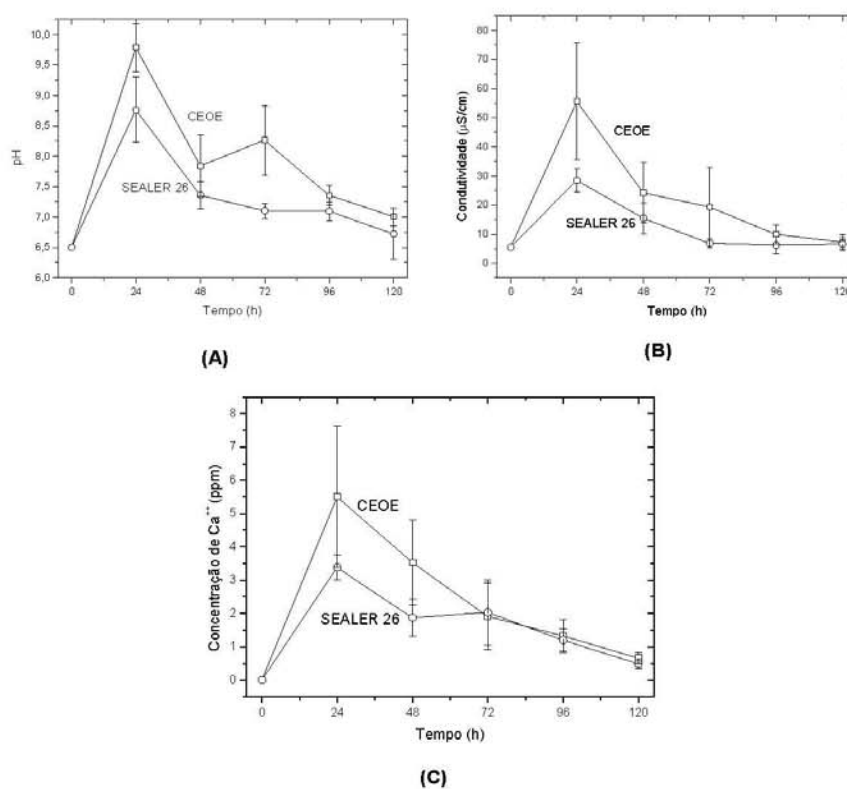 10,0
9,5
9,0
8,5
8,0
7,5
7,0
6,5
6,0
pH
CEOE
SEALER 26
0 24 48 72 96 120
Tempo (h)
(A)
80
70
60
50
40
30
20
10
0
Condutividade (µS/cm)
CEOE
SEALER 26
0 24 48 72 96 120
Tempo (h)
(B)
8
7
6
5
4
3
2
1
0
Concentração de Ca⁺⁺ (ppm)
CEOE
SEALER 26
0 24 48 72 96 120
Tempo (h)
(C)